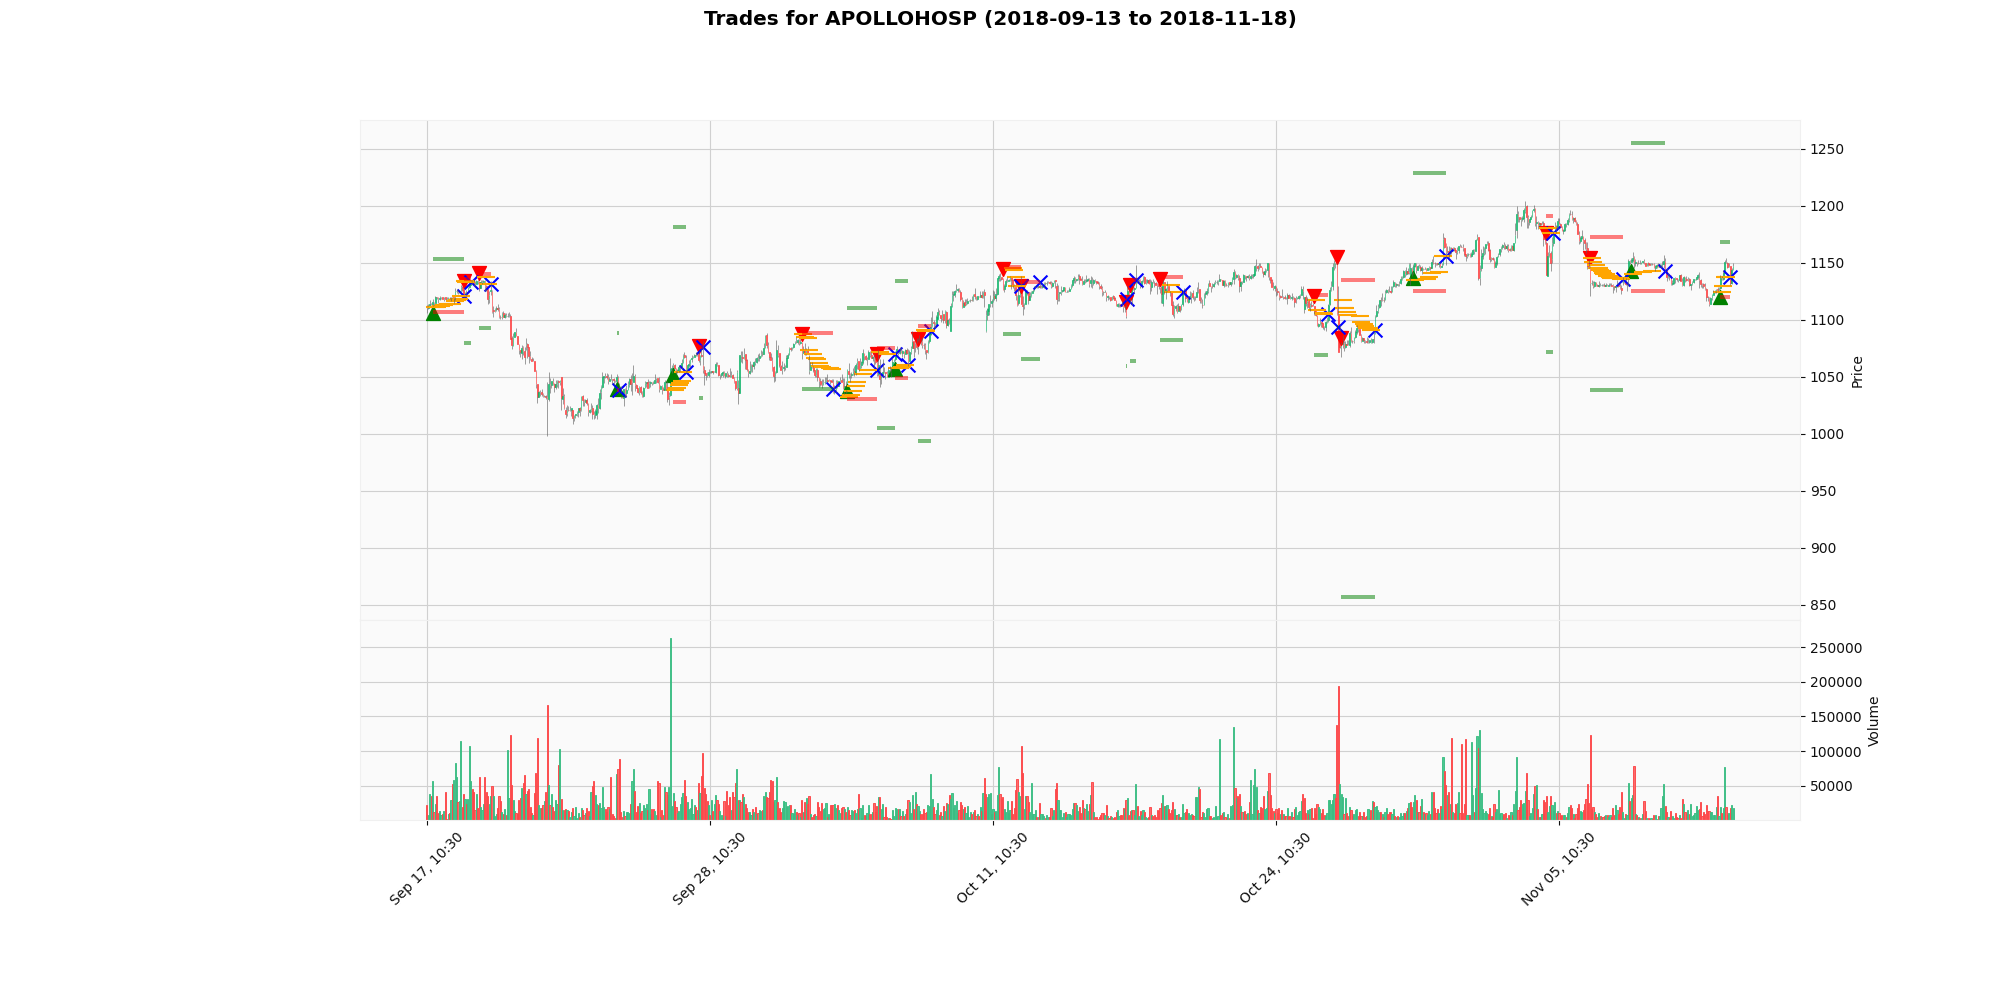 Trades for APOLLOHOSP (2018-09-13 to 2018-11-18)
1250
1200
1150
1100
1050
1000
950
900
850
Price
250000
200000
150000
100000
50000
Volume
Sep 17, 10:30
Sep 28, 10:30
Oct 11, 10:30
Oct 24, 10:30
Nov 05, 10:30